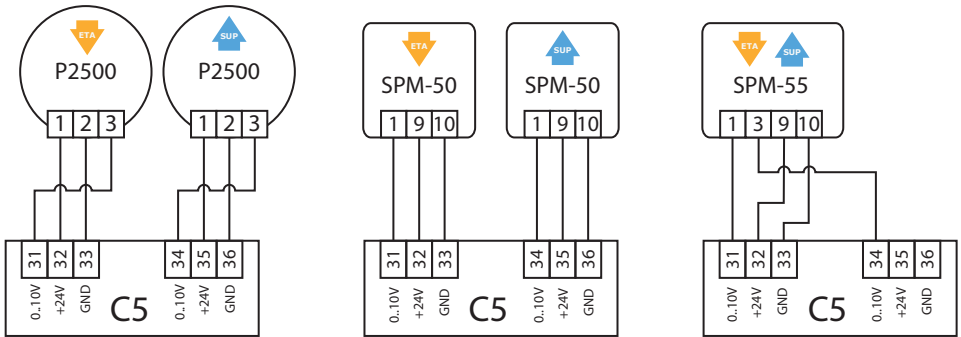 ETA
P2500
1 2 3
31 32 33
0..10V +24V GND
SUP
P2500
1 2 3
34 35 36
0..10V +24V GND
C5
ETA
SPM-50
1 9 10
31 32 33
0..10V +24V GND
SUP
SPM-50
1 9 10
34 35 36
0..10V +24V GND
C5
ETA SUP
SPM-55
1 3 9 10
31 32 33
0..10V +24V GND
C5
34 35 36
0..10V +24V GND